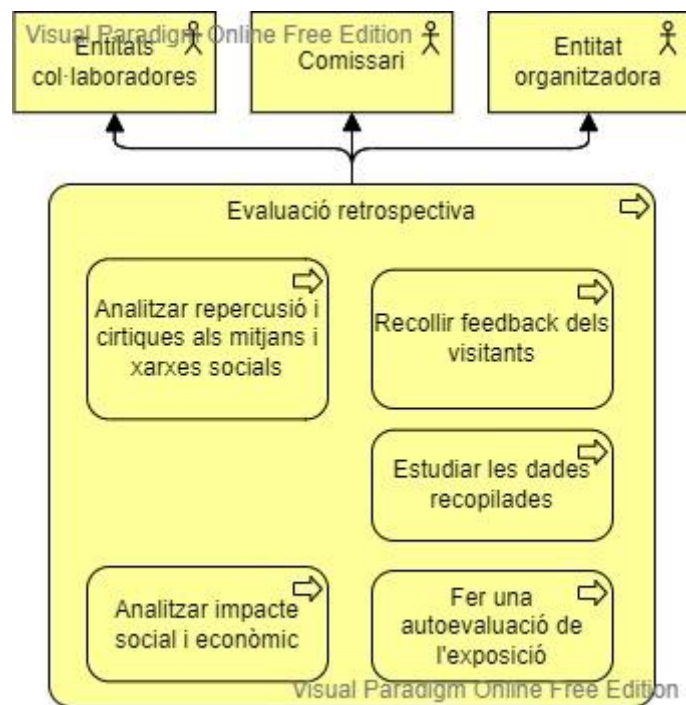 Visual Paradigm Online Free Edition
Entitats
col·laboradores
Comissari
Entitat
organitzadora
Evaluació retrospectiva
Analitzar repercusió i
cirtiques als mitjans i
xarxes socials
Recollir feedback dels
visitants
Estudiar les dades
recopilades
Analitzar impacte
social i econòmic
Fer una
autoevaluació de
l'exposició
Visual Paradigm Online Free Edition